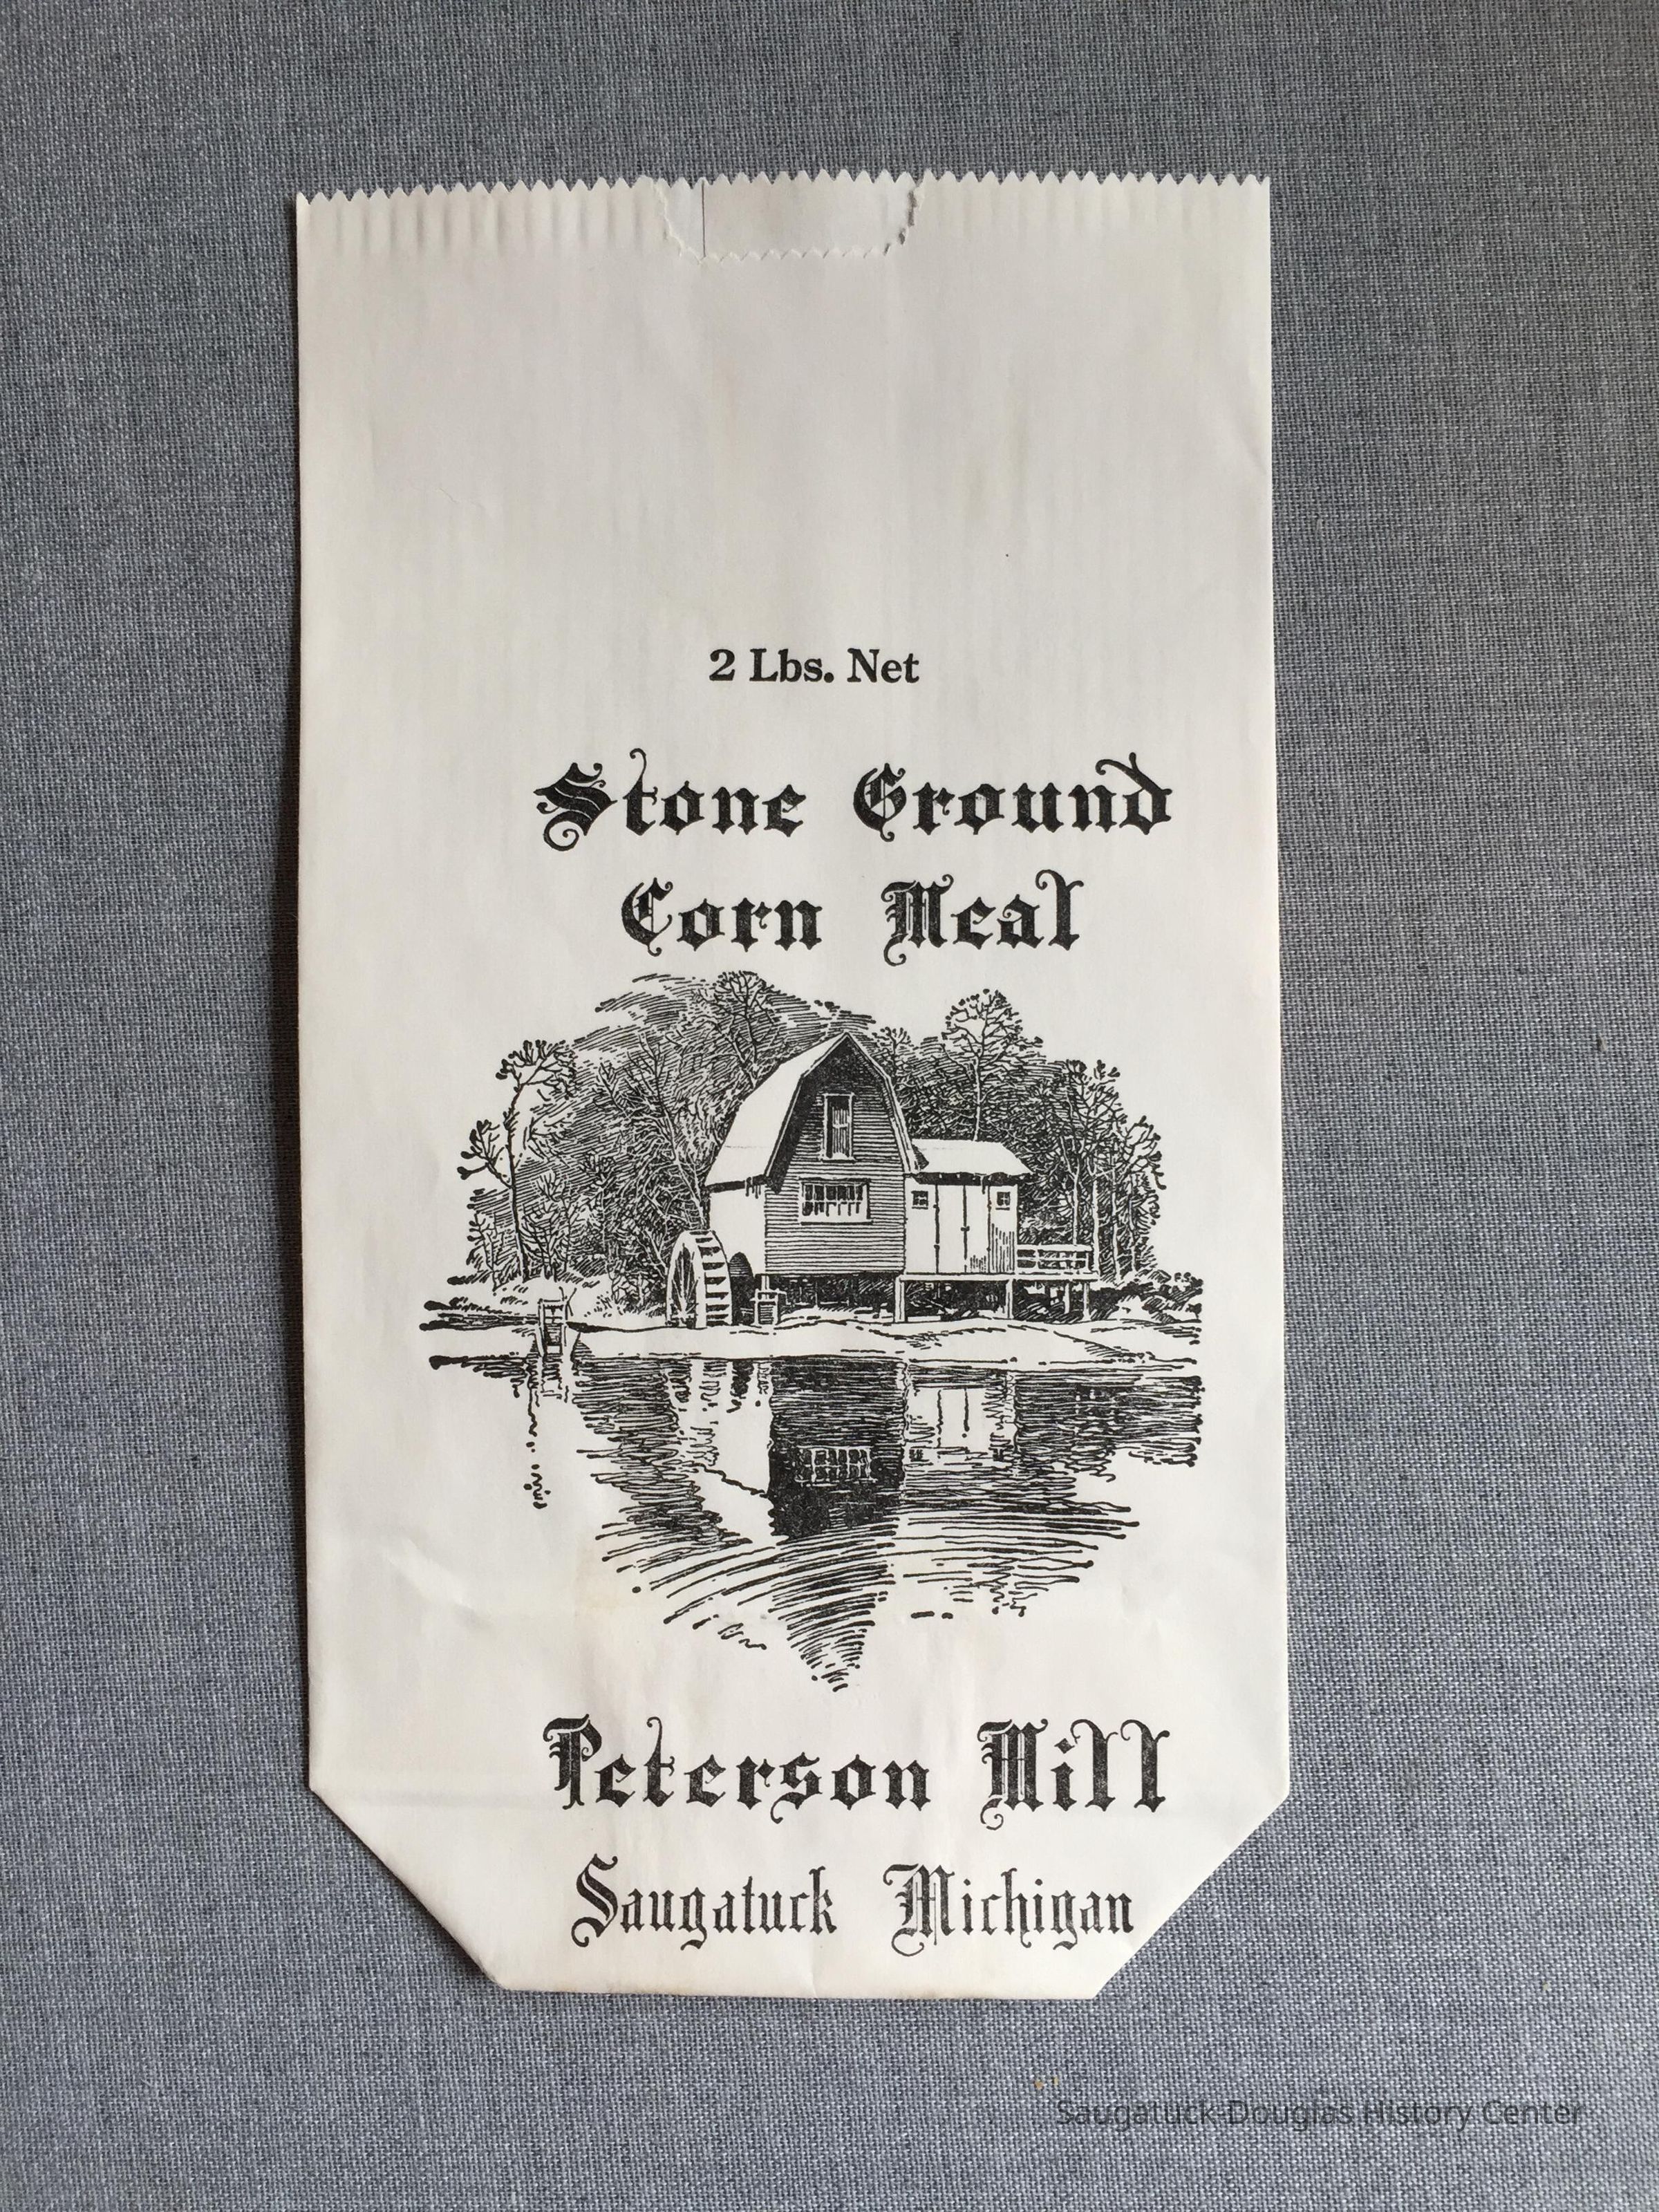 2 Lbs. Net
Stone Ground
Corn Meal
Peterson Mill
Saugatuck Michigan
Saugatuck-Douglas History Center